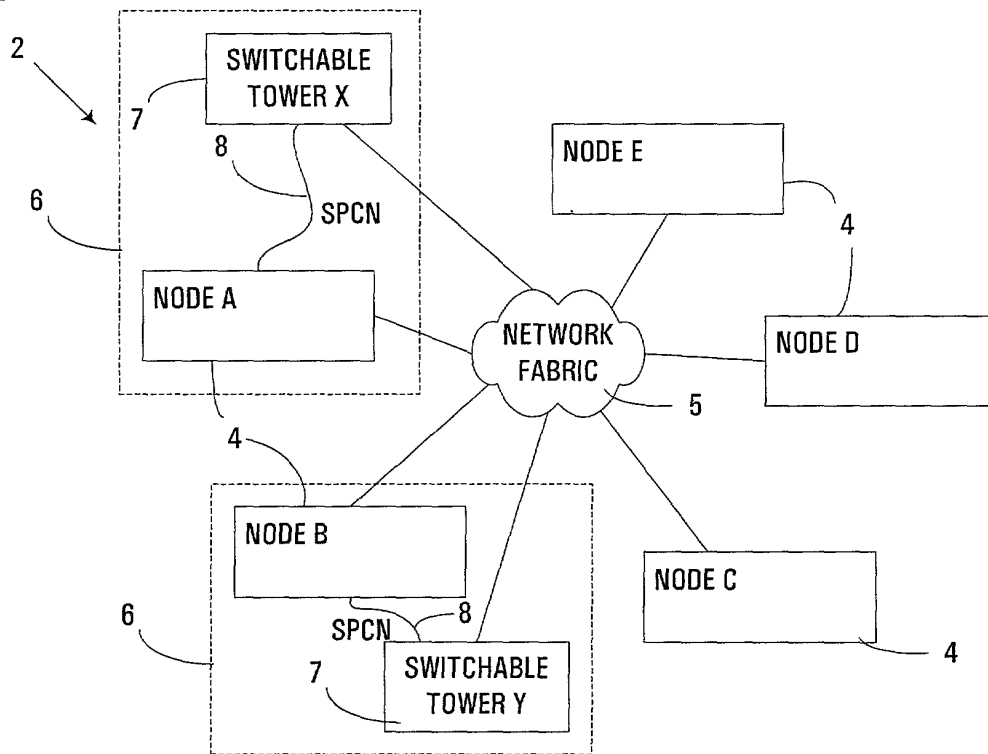 2
SWITCHABLE
TOWER X
7
8
SPCN
6
NODE A
4
NODE E
4
NODE D
NETWORK
FABRIC
5
NODE B
8
SPCN
6
7
SWITCHABLE
TOWER Y
NODE C
4